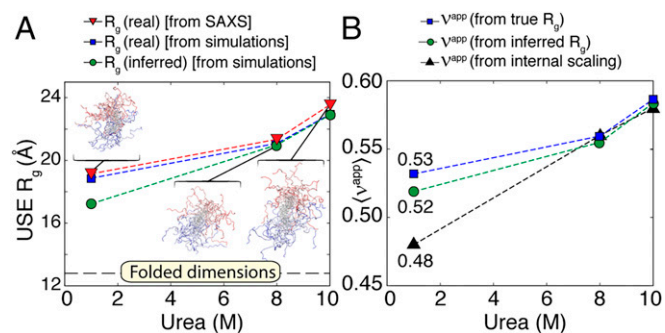 A
R_g (real) [from SAXS]
R_g (real) [from simulations]
R_g (inferred) [from simulations]
USE R_g (Å)
24
21
18
15
12
Folded dimensions
0 2 4 6 8 10
Urea (M)
B
ν^app (from true R_g)
ν^app (from inferred R_g)
ν^app (from internal scaling)
⟨ν^app⟩
0.60
0.55
0.50
0.45
0.53
0.52
0.48
0 2 4 6 8 10
Urea (M)